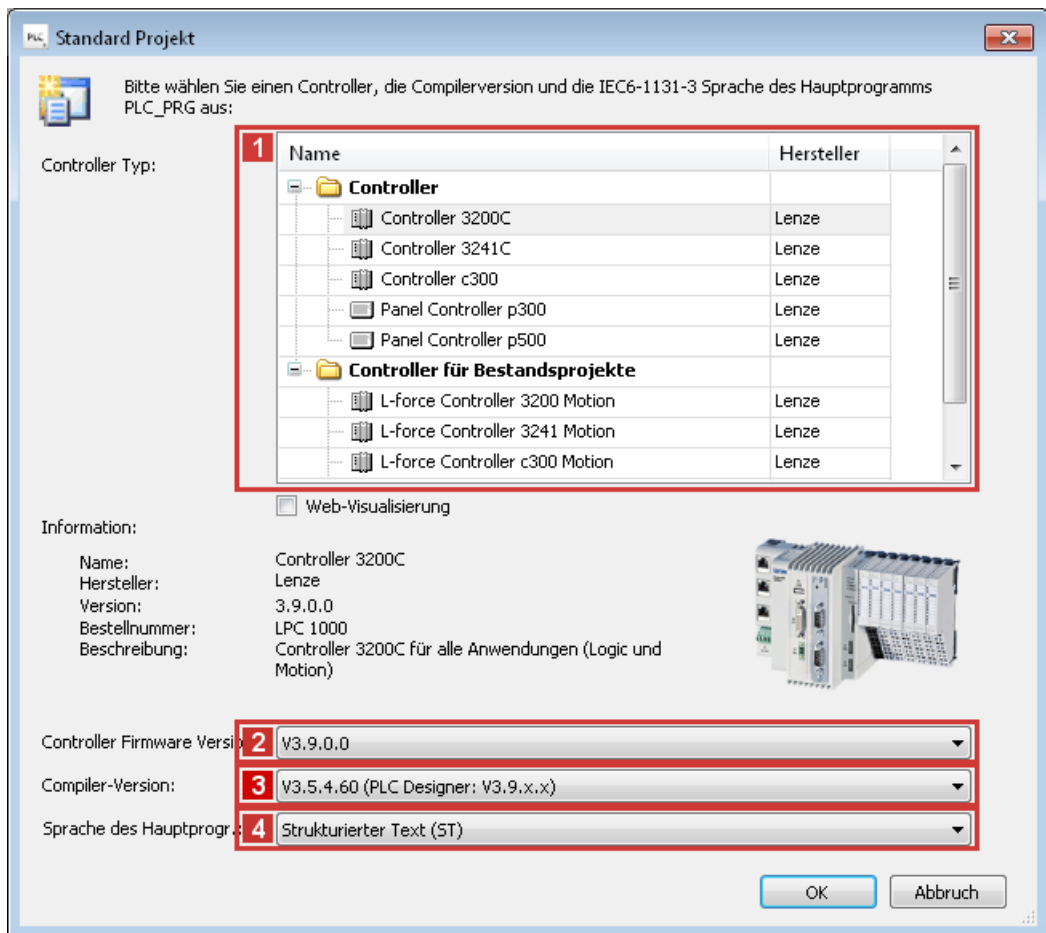 Standard Projekt
Bitte wählen Sie einen Controller, die Compilerversion und die IEC6-1131-3 Sprache des Hauptprogramms
PLC_PRG aus:
Controller Typ:
1
Name Hersteller
Controller
Controller 3200C Lenze
Controller 3241C Lenze
Controller c300 Lenze
Panel Controller p300 Lenze
Panel Controller p500 Lenze
Controller für Bestandsprojekte
L-force Controller 3200 Motion Lenze
L-force Controller 3241 Motion Lenze
L-force Controller c300 Motion Lenze
Web-Visualisierung
Information:
Name: Controller 3200C
Hersteller: Lenze
Version: 3.9.0.0
Bestellnummer: LPC 1000
Beschreibung: Controller 3200C für alle Anwendungen (Logic und
Motion)
Controller Firmware Versio 2 V3.9.0.0
Compiler-Version: 3 V3.5.4.60 (PLC Designer: V3.9.x.x)
Sprache des Hauptprogr.: 4 Strukturierter Text (ST)
OK Abbruch